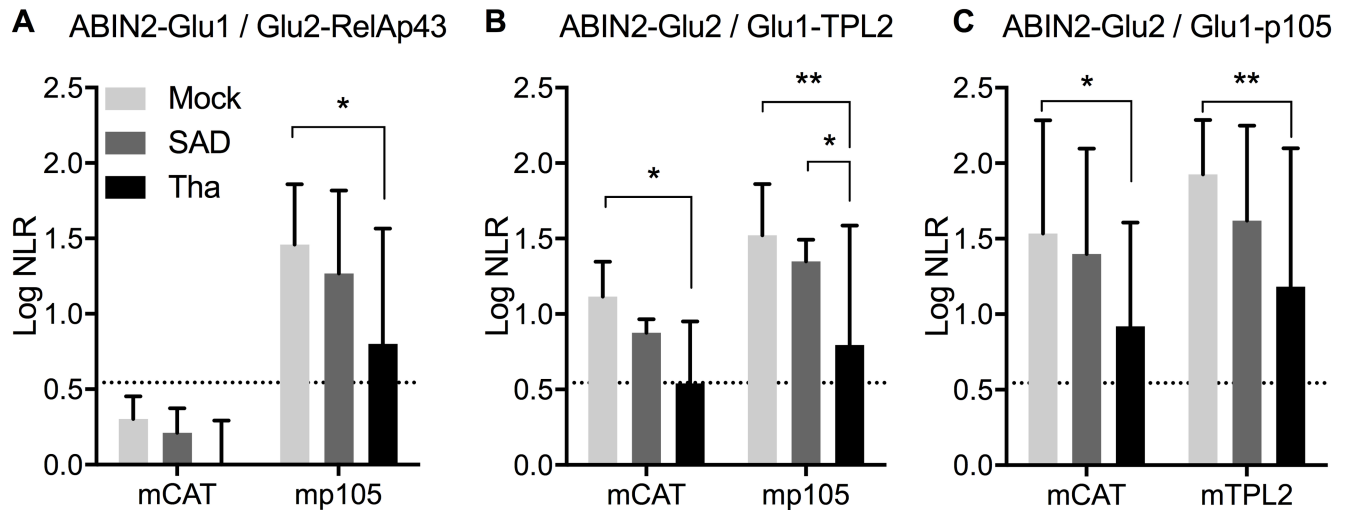 A ABIN2-Glu1 / Glu2-RelAp43
Log NLR
2.5
2.0
1.5
1.0
0.5
0.0
Mock
SAD
Tha
*
mCAT mp105
B ABIN2-Glu2 / Glu1-TPL2
Log NLR
2.5
2.0
1.5
1.0
0.5
0.0
*
**
*
mCAT mp105
C ABIN2-Glu2 / Glu1-p105
Log NLR
2.5
2.0
1.5
1.0
0.5
0.0
*
**
mCAT mTPL2